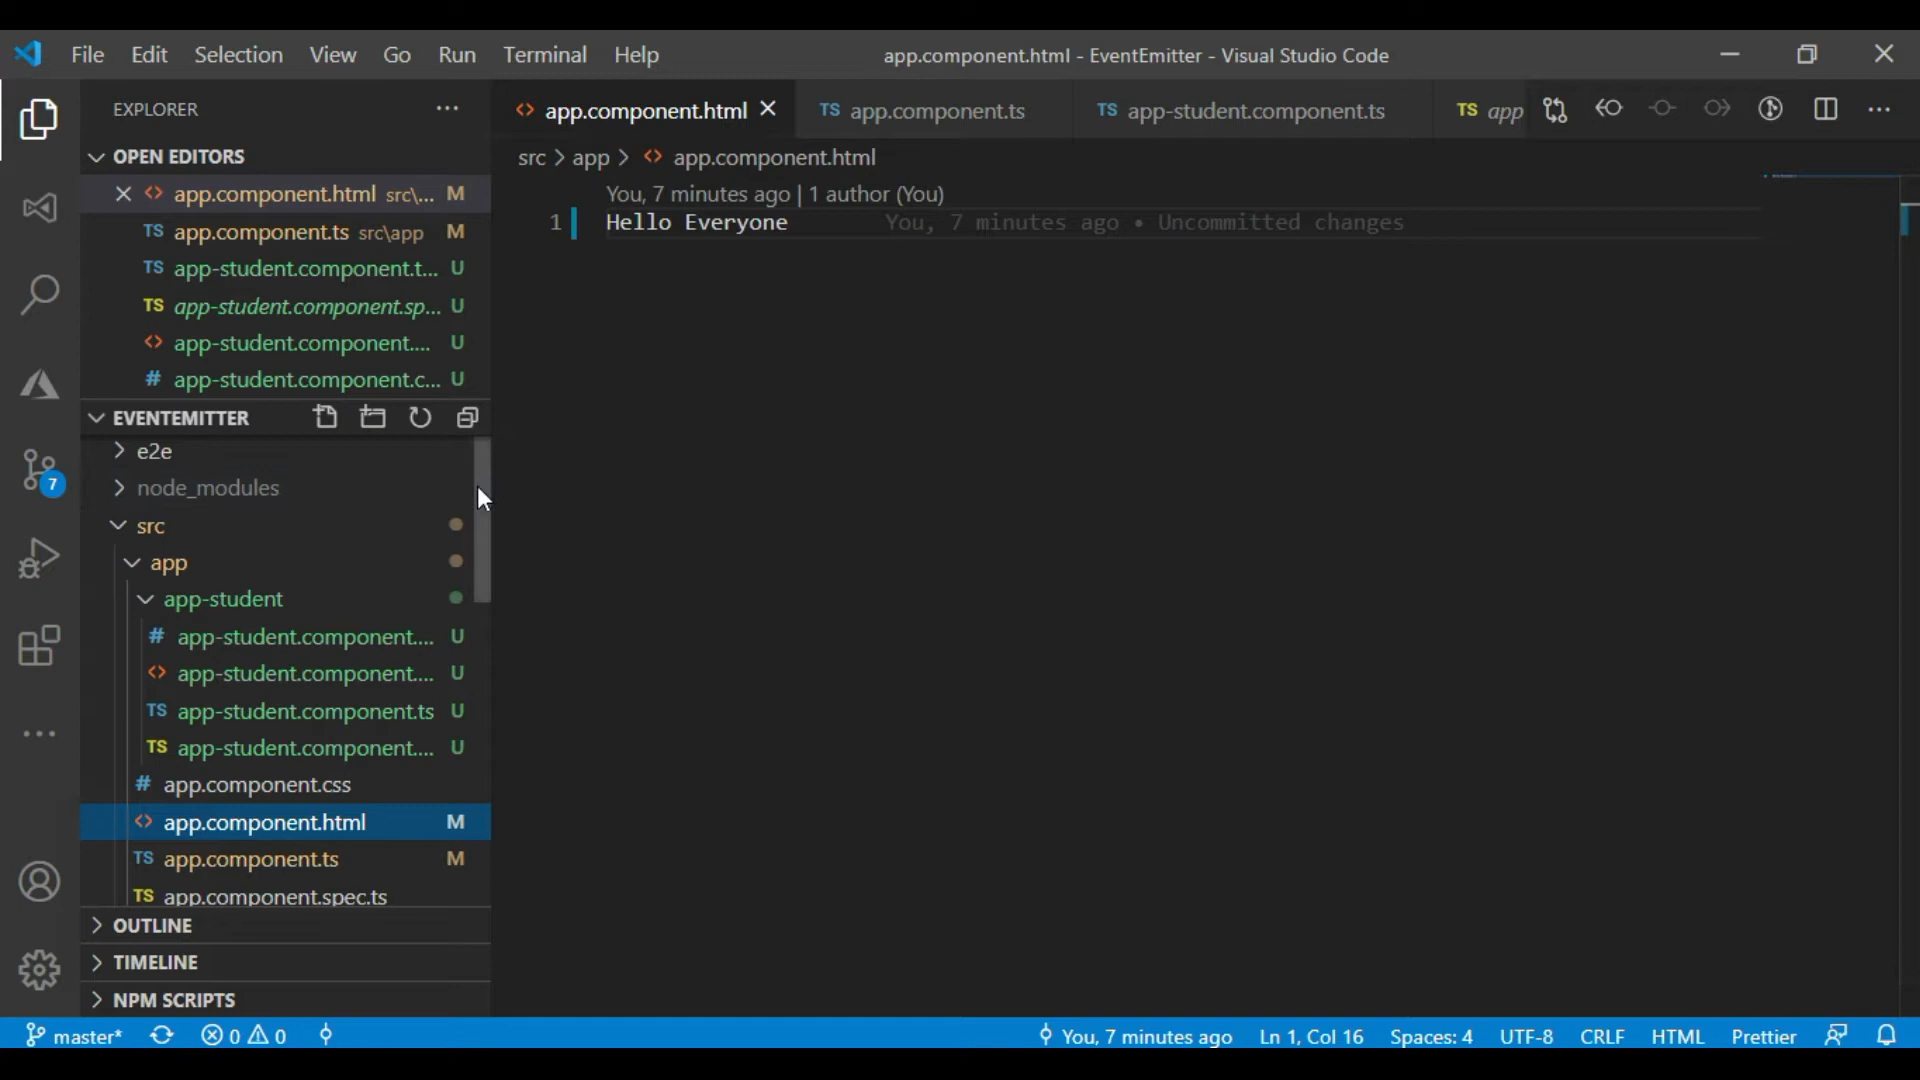 File Edit Selection View Go Run Terminal Help app.component.html - EventEmitter - Visual Studio Code
EXPLORER
app.component.html TS app.component.ts TS app-student.component.ts TS app
OPEN EDITORS
src > app > app.component.html
app.component.html src\... M
You, 7 minutes ago | 1 author (You)
1 Hello Everyone You, 7 minutes ago • Uncommitted changes
TS app.component.ts src\app M
TS app-student.component.t... U
TS app-student.component.sp... U
app-student.component.... U
# app-student.component.c... U
EVENTEMITTER
e2e
node_modules
src
app
app-student
# app-student.component.... U
app-student.component.... U
TS app-student.component.ts U
TS app-student.component.... U
# app.component.css
app.component.html M
TS app.component.ts M
TS app.component.spec.ts
OUTLINE
TIMELINE
NPM SCRIPTS
7
master* 0 0 You, 7 minutes ago Ln 1, Col 16 Spaces: 4 UTF-8 CRLF HTML Prettier